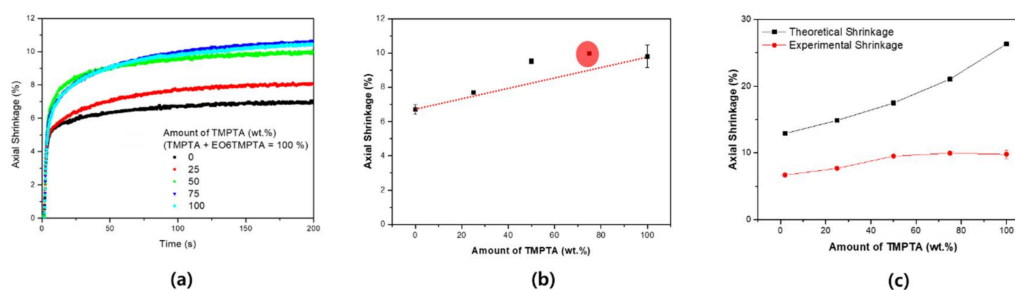 12
10
8
6
4
2
0
Axial Shrinkage (%)
Amount of TMPTA (wt.%)
(TMPTA + EO6TMPTA = 100 %)
0
25
50
75
100
0 50 100 150 200
Time (s)
(a)
12
10
8
6
4
2
0
Axial Shrinkage (%)
0 20 40 60 80 100
Amount of TMPTA (wt.%)
(b)
30
20
10
0
Axial Shrinkage (%)
Theoretical Shrinkage
Experimental Shrinkage
0 20 40 60 80 100
Amount of TMPTA (wt.%)
(c)